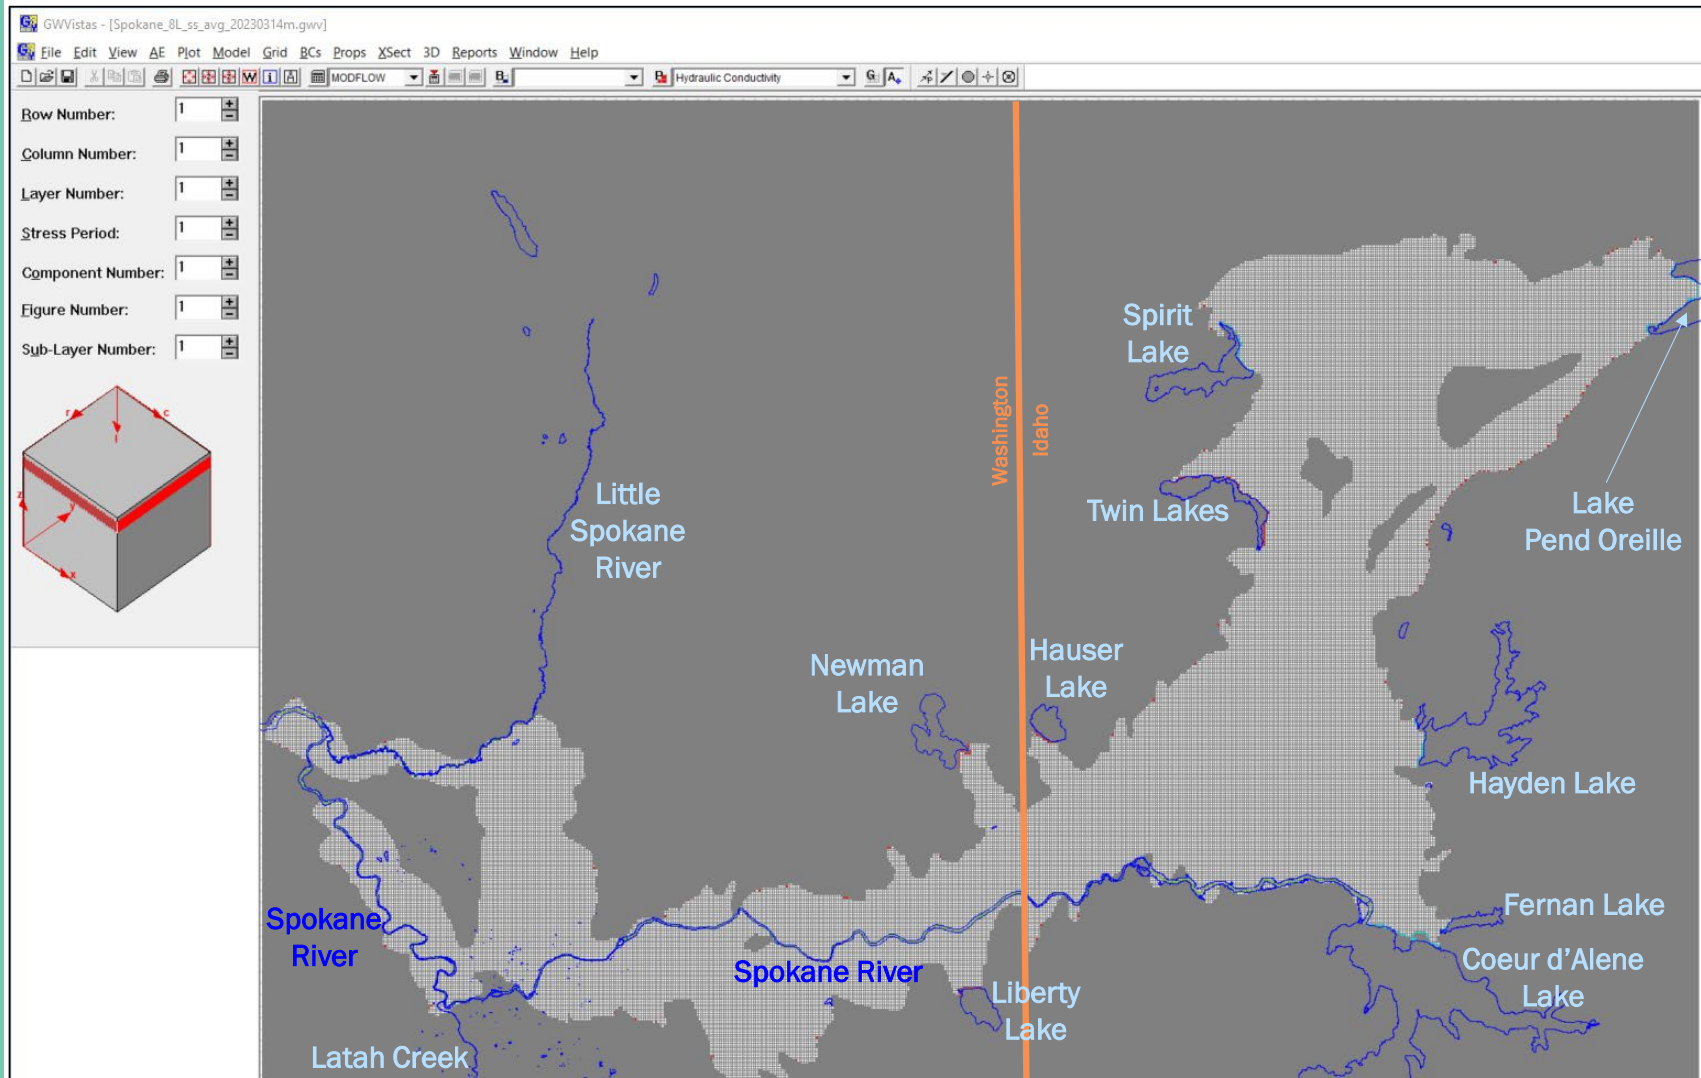 GWVistas - [Spokane_8L_ss_avg_20230314m.gwv]
File Edit View AE Plot Model Grid BCs Props XSect 3D Reports Window Help
MODFLOW
Hydraulic Conductivity
Row Number: 1
Column Number: 1
Layer Number: 1
Stress Period: 1
Component Number: 1
Figure Number: 1
Sub-Layer Number: 1
r
c
l
z
y
x
Spirit
Lake
Washington
Idaho
Little
Spokane
River
Twin Lakes
Lake
Pend Oreille
Newman
Lake
Hauser
Lake
Hayden Lake
Spokane
River
Spokane River
Fernan Lake
Coeur d'Alene
Lake
Liberty
Lake
Latah Creek